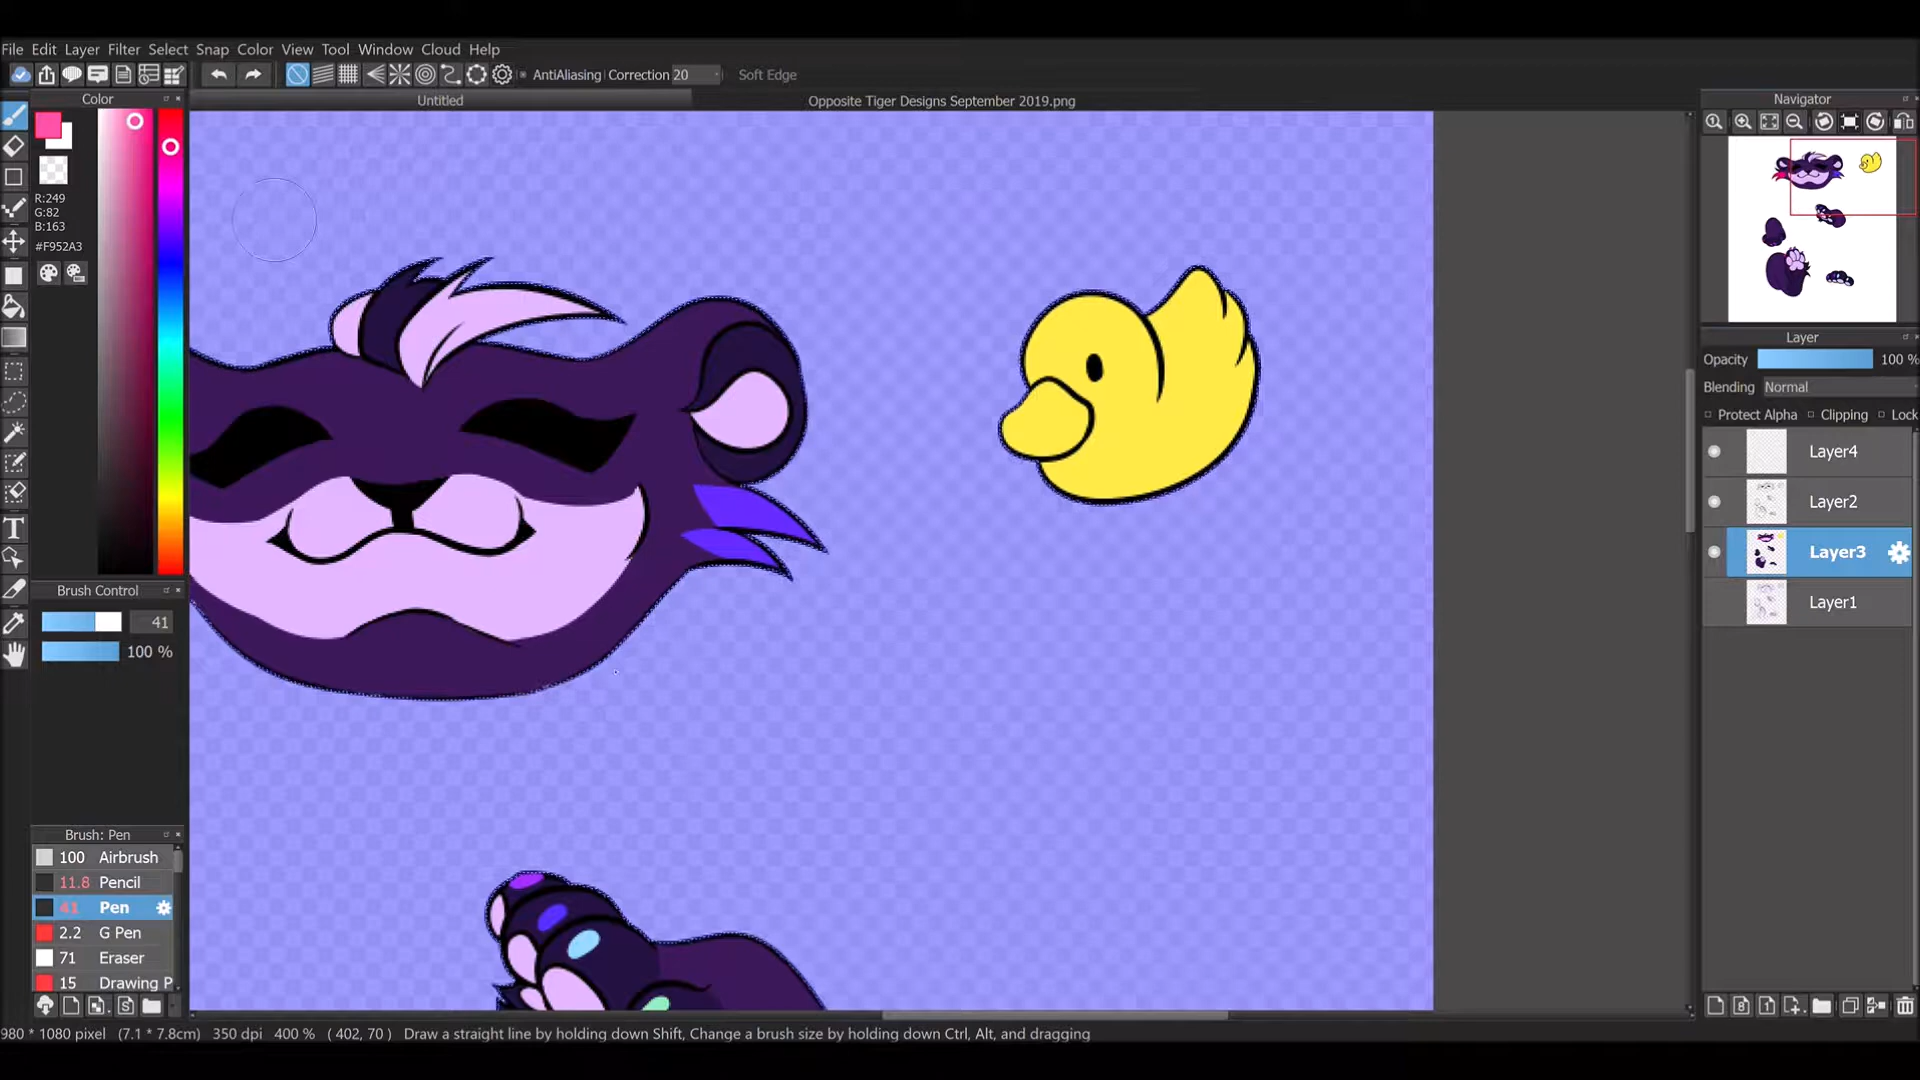 File Edit Layer Filter Select Snap Color View Tool Window Cloud Help
AntiAliasing Correction 20 Soft Edge
Color
Untitled
Opposite Tiger Designs September 2019.png
Navigator
R:249
G:82
B:163
#F952A3
Layer
Opacity 100 %
Blending Normal
Protect Alpha Clipping Lock
Layer4
Layer2
Layer3
Layer1
Brush Control
41
100 %
Brush: Pen
100 Airbrush
11.8 Pencil
41 Pen
2.2 G Pen
71 Eraser
15 Drawing P
980 * 1080 pixel (7.1 * 7.8cm) 350 dpi 400 % ( 402, 70 ) Draw a straight line by holding down Shift, Change a brush size by holding down Ctrl, Alt, and dragging